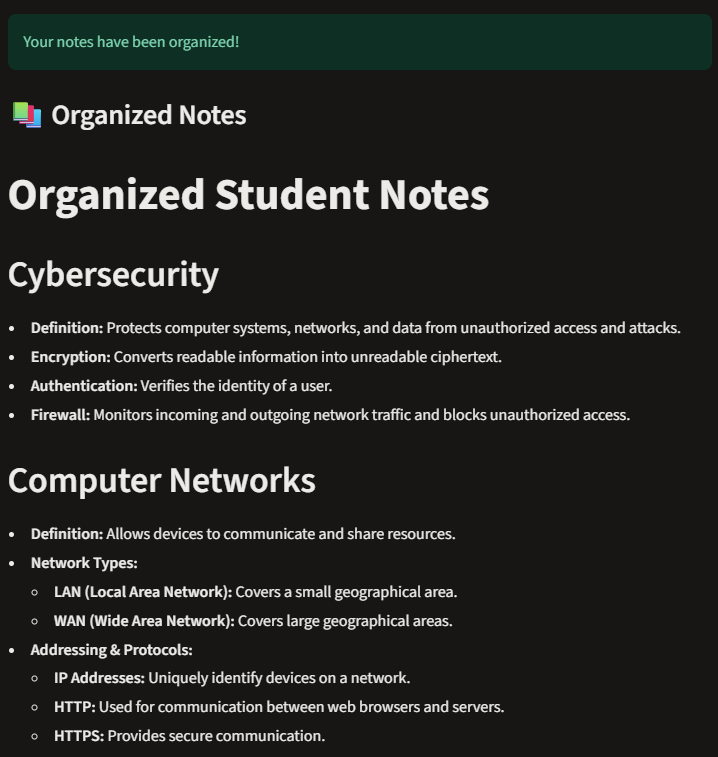 Your notes have been organized!
Organized Notes
Organized Student Notes
Cybersecurity
• Definition: Protects computer systems, networks, and data from unauthorized access and attacks.
• Encryption: Converts readable information into unreadable ciphertext.
• Authentication: Verifies the identity of a user.
• Firewall: Monitors incoming and outgoing network traffic and blocks unauthorized access.
Computer Networks
• Definition: Allows devices to communicate and share resources.
• Network Types:
◦ LAN (Local Area Network): Covers a small geographical area.
◦ WAN (Wide Area Network): Covers large geographical areas.
• Addressing & Protocols:
◦ IP Addresses: Uniquely identify devices on a network.
◦ HTTP: Used for communication between web browsers and servers.
◦ HTTPS: Provides secure communication.